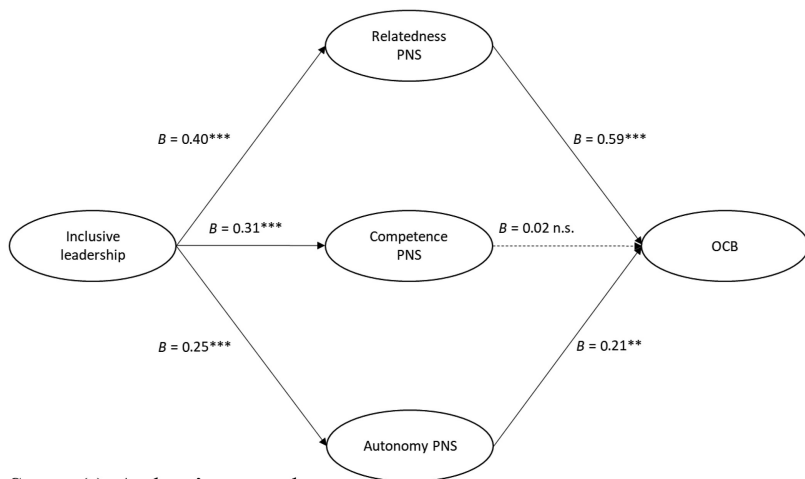 Relatedness
PNS
B = 0.40***
B = 0.59***
Inclusive
leadership
B = 0.31***
Competence
PNS
B = 0.02 n.s.
OCB
B = 0.25***
B = 0.21**
Autonomy PNS